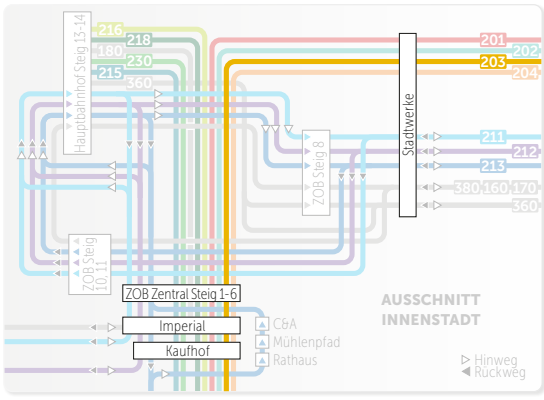 216
218
180
230
215
360
Hauptbahnhof Steig 13-14
201
202
203
204
Stadtwerke
211
212
213
380,160,170
360
ZOB Steig 8
ZOB Steig
10, 11
ZOB Zentral Steig 1-6
Imperial
Kaufhof
C&A
Mühlenpfad
Rathaus
AUSSCHNITT
INNENSTADT
Hinweg
Rückweg